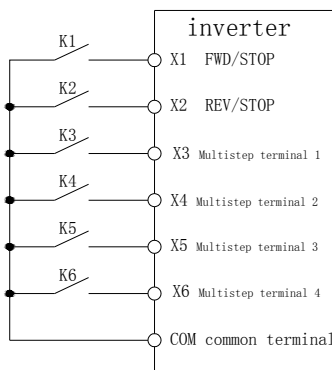 inverter
K1
X1 FWD/STOP
K2
X2 REV/STOP
K3
X3 Multistep terminal 1
K4
X4 Multistep terminal 2
K5
X5 Multistep terminal 3
K6
X6 Multistep terminal 4
COM common terminal